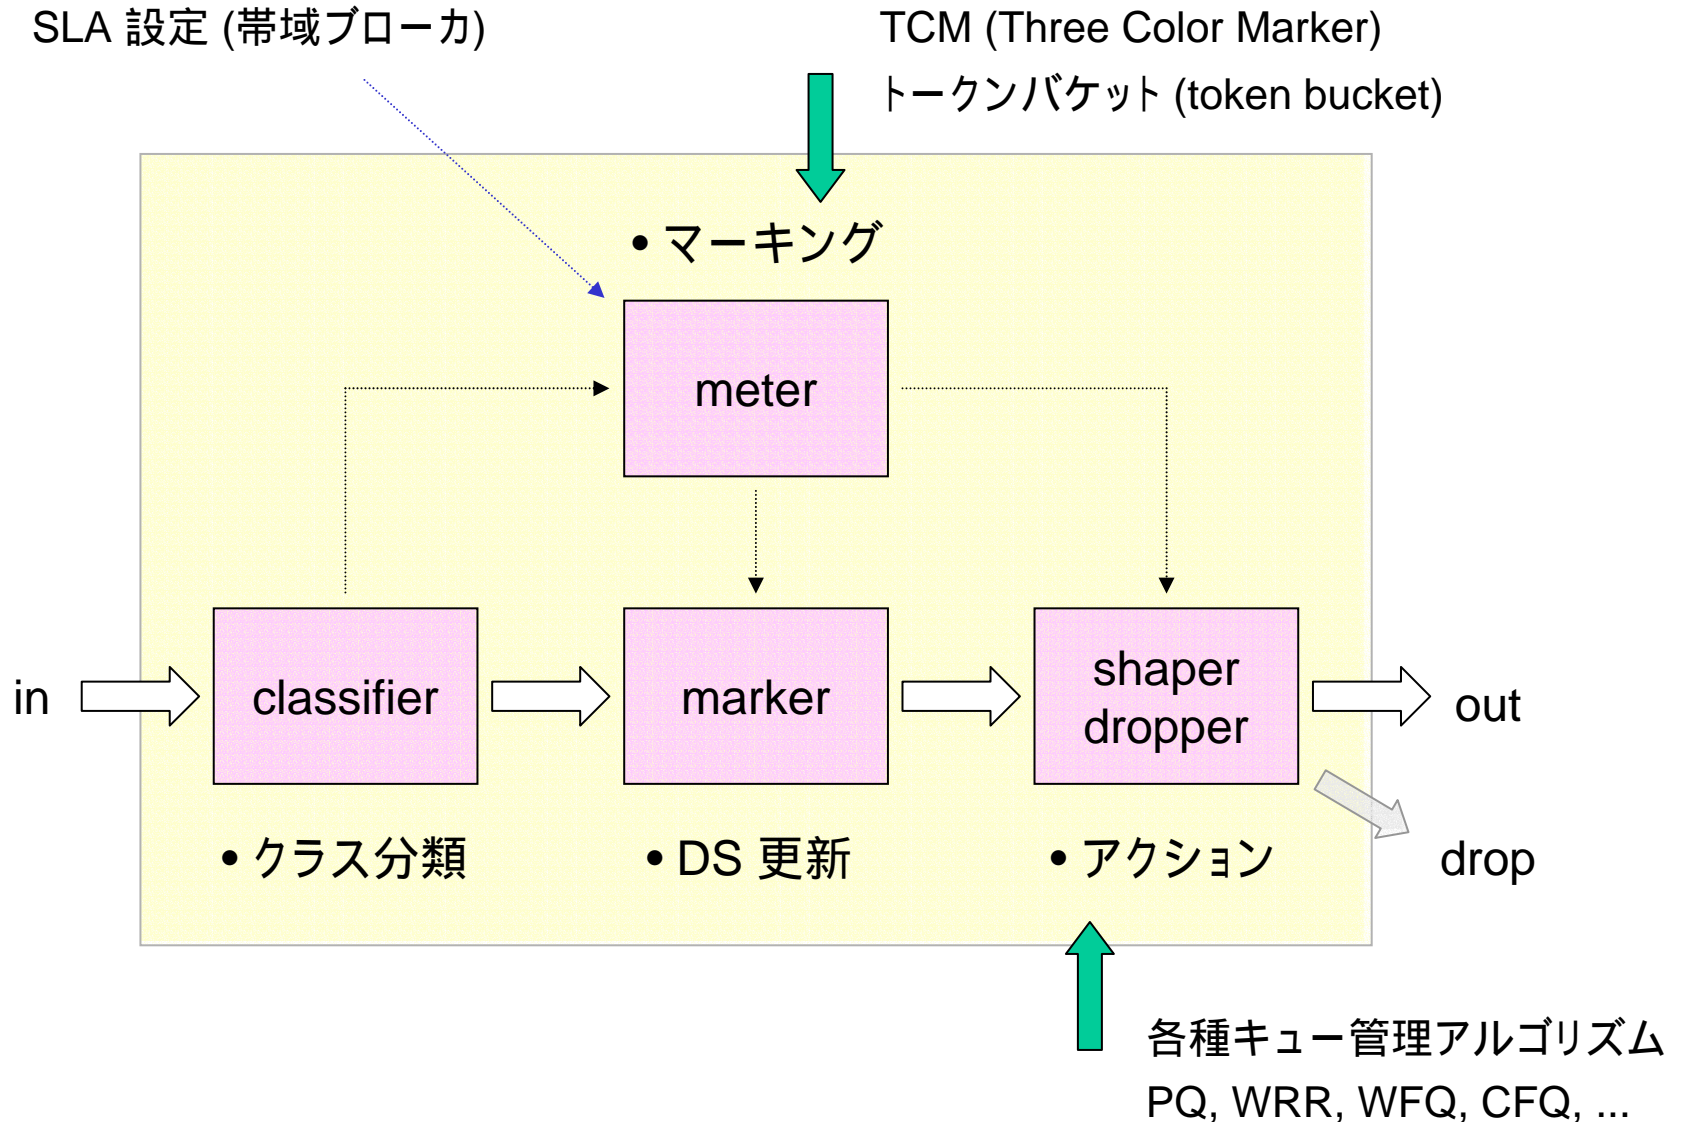 SLA 設定 (帯域ブローカ)
TCM (Three Color Marker)
トークンバケット (token bucket)
• マーキング
meter
in
classifier
marker
shaper
dropper
out
• クラス分類
• DS 更新
• アクション
drop
各種キュー管理アルゴリズム
PQ, WRR, WFQ, CFQ, ...